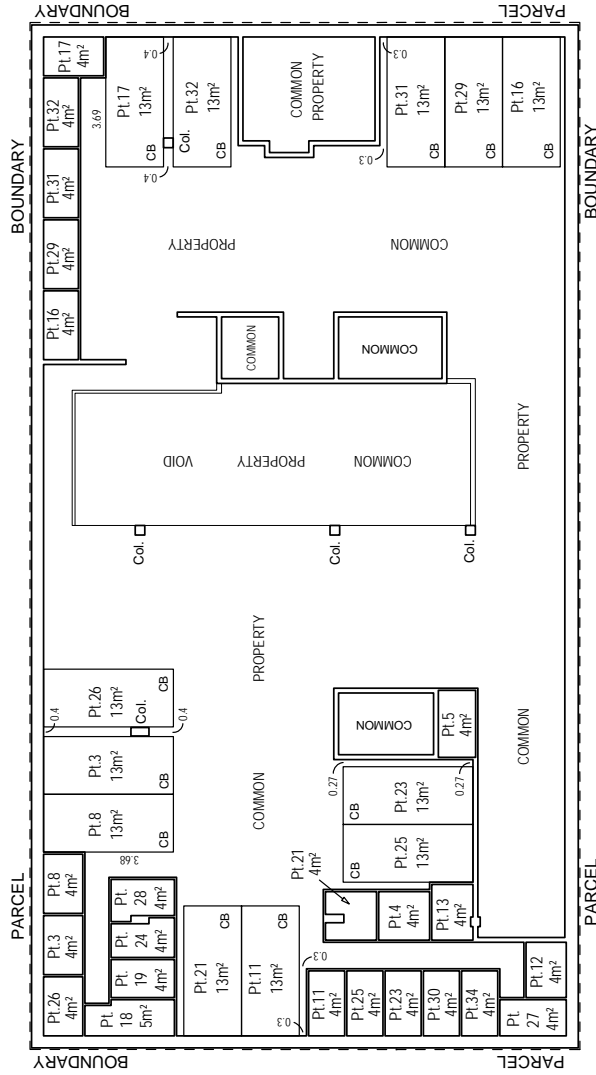 BOUNDARY
PARCEL
Pt.17
4m²
Pt.32
4m²
Pt.31
4m²
Pt.29
4m²
Pt.16
4m²
3.69
Pt.17
13m²
CB
0.4
0.4
Col.
Pt.32
13m²
CB
COMMON
PROPERTY
0.3
0.3
Pt.31
13m²
CB
Pt.29
13m²
CB
Pt.16
13m²
CB
BOUNDARY
BOUNDARY
PROPERTY
COMMON
COMMON
COMMON
VOID
PROPERTY
COMMON
PROPERTY
Col.
Col.
Col.
PROPERTY
0.4
Pt.26
13m²
CB
Col.
0.4
Pt.3
13m²
Pt.8
13m²
CB
3.68
COMMON
COMMON
Pt.5
4m²
COMMON
0.27
0.27
Pt.23
13m²
CB
Pt.25
13m²
CB
Pt.21
4m²
Pt.4
4m²
Pt.13
4m²
PARCEL
PARCEL
Pt.8
4m²
Pt.3
4m²
Pt.26
4m²
Pt.
28
4m²
Pt.
24
4m²
Pt.
19
4m²
Pt.
18
5m²
Pt.21
13m²
CB
Pt.11
13m²
CB
0.3
0.3
Pt.11
4m²
Pt.25
4m²
Pt.23
4m²
Pt.30
4m²
Pt.34
4m²
Pt.12
4m²
Pt.
27
4m²
BOUNDARY
PARCEL